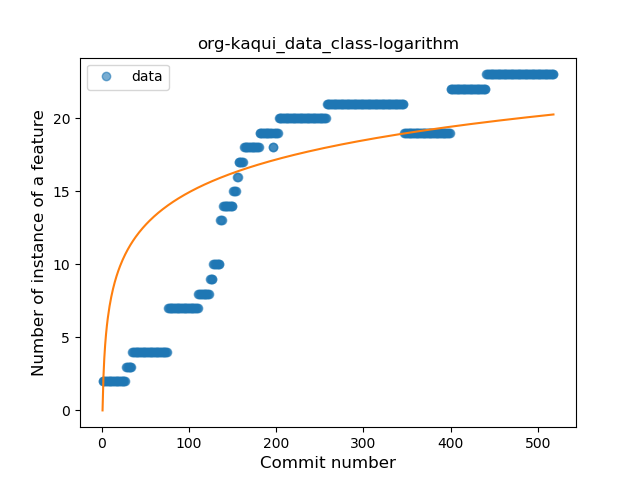 org-kaqui_data_class-logarithm
data
Number of instance of a feature
20
15
10
5
0
0 100 200 300 400 500
Commit number